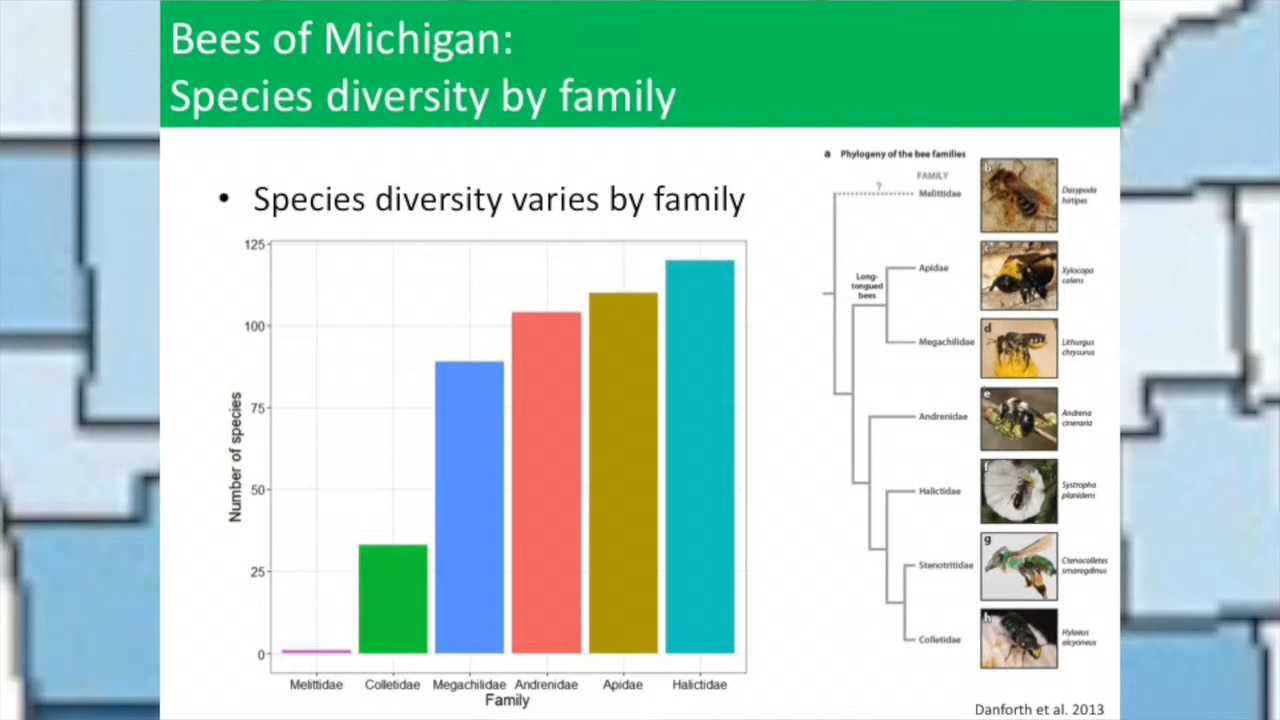 Bees of Michigan:
Species diversity by family
• Species diversity varies by family
125
100
75
50
25
0
Number of species
Melittidae Colletidae Megachilidae Andrenidae Apidae Halictidae
Family
a Phylogeny of the bee families
FAMILY
?
Melittidae
Apidae
Long-
tongued
bees
Megachilidae
Andrenidae
Halictidae
Stenotritidae
Colletidae
b
Dasypoda
hirtipes
c
Xylocopa
calens
d
Lithurgus
chrysurus
e
Andrena
cineraria
f
Systropha
planidens
g
Ctenocolletes
smaragdinus
h
Hylaeus
alcyoneus
Danforth et al. 2013